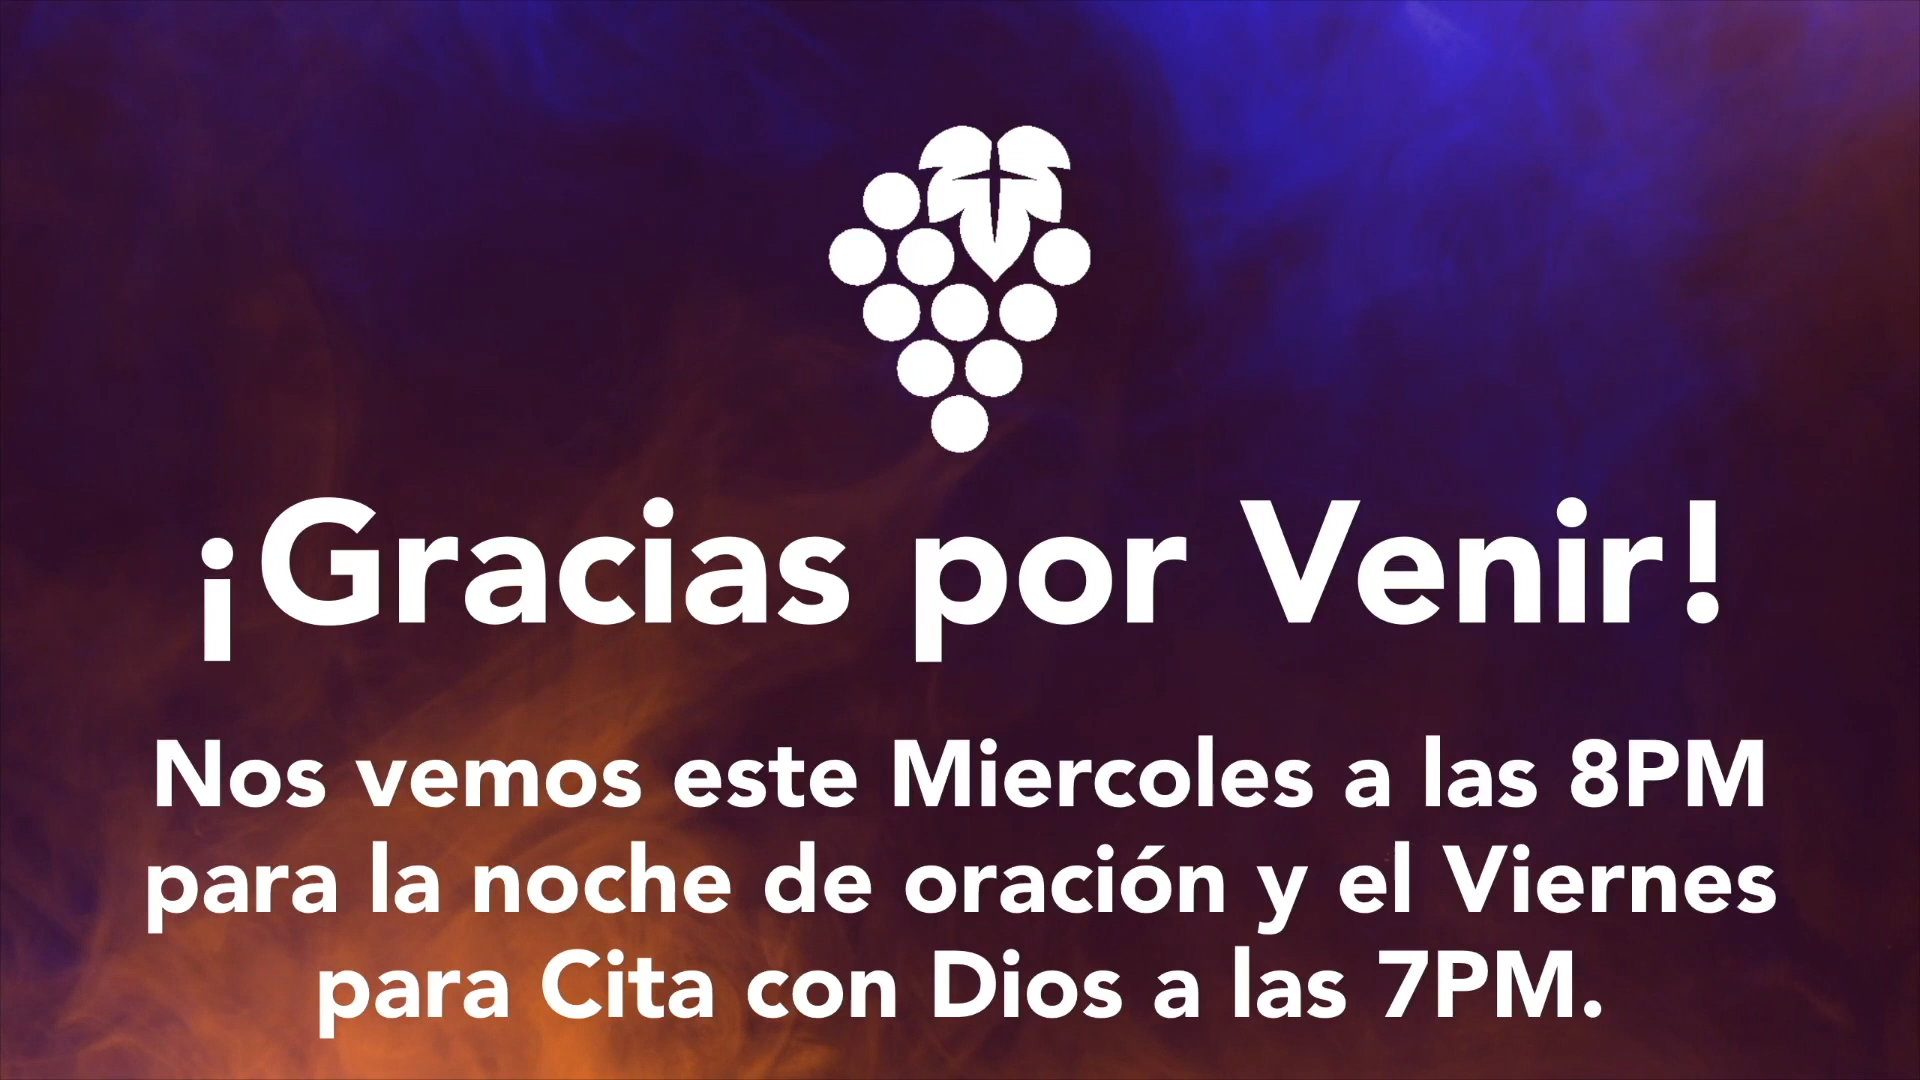 ¡Gracias por Venir!
Nos vemos este Miercoles a las 8PM
para la noche de oración y el Viernes
para Cita con Dios a las 7PM.